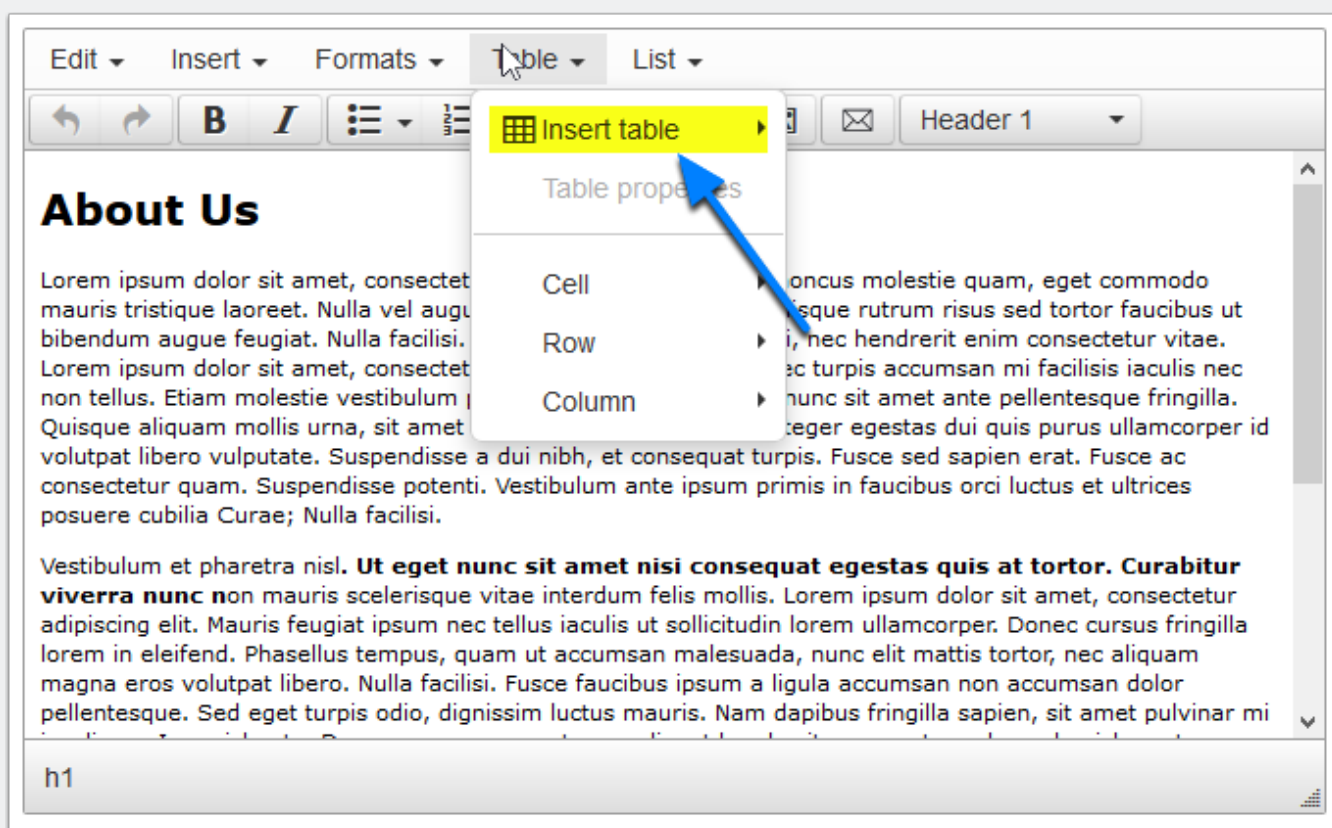 Edit Insert Formats Table List
B I Header 1
Insert table
Table properties
Cell
Row
Column
About Us
Lorem ipsum dolor sit amet, consectet oncus molestie quam, eget commodo
mauris tristique laoreet. Nulla vel augu isque rutrum risus sed tortor faucibus ut
bibendum augue feugiat. Nulla facilisi. i, nec hendrerit enim consectetur vitae.
Lorem ipsum dolor sit amet, consectet ec turpis accumsan mi facilisis iaculis nec
non tellus. Etiam molestie vestibulum nunc sit amet ante pellentesque fringilla.
Quisque aliquam mollis urna, sit amet teger egestas dui quis purus ullamcorper id
volutpat libero vulputate. Suspendisse a dui nibh, et consequat turpis. Fusce sed sapien erat. Fusce ac
consectetur quam. Suspendisse potenti. Vestibulum ante ipsum primis in faucibus orci luctus et ultrices
posuere cubilia Curae; Nulla facilisi.
Vestibulum et pharetra nisl. Ut eget nunc sit amet nisi consequat egestas quis at tortor. Curabitur
viverra nunc non mauris scelerisque vitae interdum felis mollis. Lorem ipsum dolor sit amet, consectetur
adipiscing elit. Mauris feugiat ipsum nec tellus iaculis ut sollicitudin lorem ullamcorper. Donec cursus fringilla
lorem in eleifend. Phasellus tempus, quam ut accumsan malesuada, nunc elit mattis tortor, nec aliquam
magna eros volutpat libero. Nulla facilisi. Fusce faucibus ipsum a ligula accumsan non accumsan dolor
pellentesque. Sed eget turpis odio, dignissim luctus mauris. Nam dapibus fringilla sapien, sit amet pulvinar mi
h1